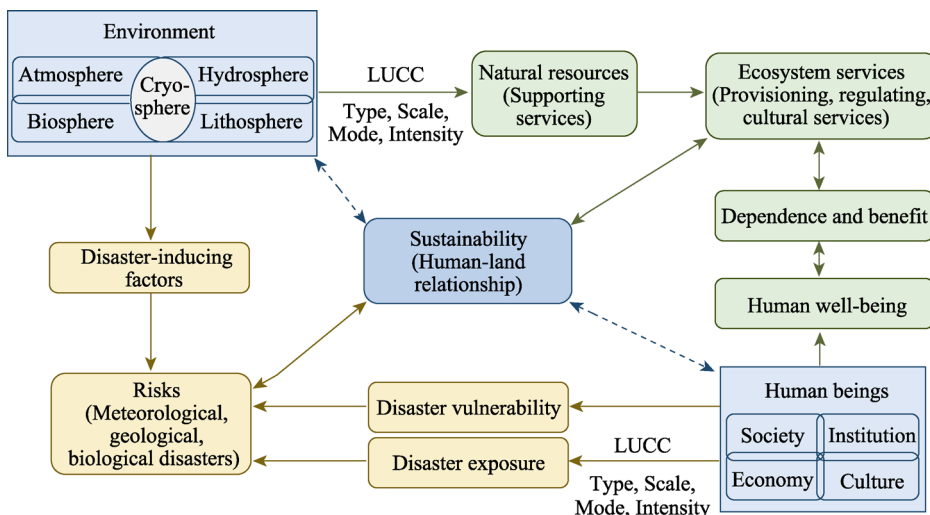 Environment
Atmosphere
Hydrosphere
Cryo-
sphere
Biosphere
Lithosphere
LUCC
Type, Scale,
Mode, Intensity
Natural resources
(Supporting
services)
Ecosystem services
(Provisioning, regulating,
cultural services)
Dependence and benefit
Human well-being
Sustainability
(Human-land
relationship)
Disaster-inducing
factors
Risks
(Meteorological,
geological,
biological disasters)
Disaster vulnerability
Disaster exposure
LUCC
Type, Scale,
Mode, Intensity
Human beings
Society
Institution
Economy
Culture